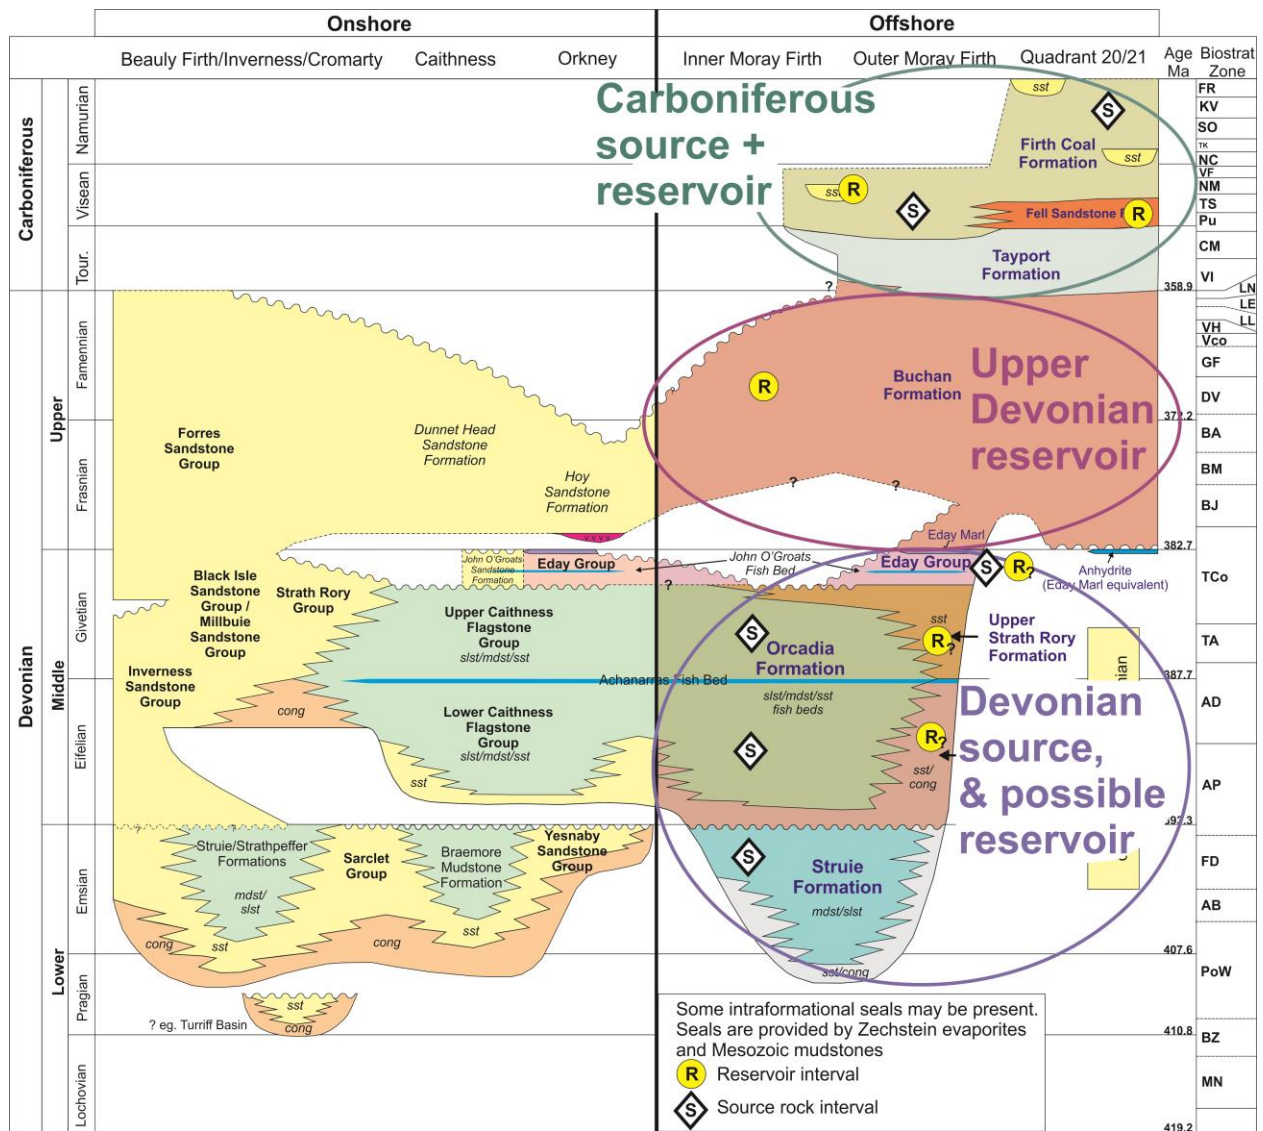 Onshore
Offshore
Beauly Firth/Inverness/Cromarty
Caithness
Orkney
Inner Moray Firth
Outer Moray Firth
Quadrant 20/21
Age
Ma
Biostrat
Zone
Carboniferous
Namurian
Visean
Tour.
Devonian
Upper
Famennian
Frasnian
Middle
Givetian
Eifelian
Lower
Emsian
Pragian
Lochovian
Carboniferous
source +
reservoir
sst
S
Firth Coal
Formation
sst
R
S
Fell Sandstone
R
Tayport
Formation
?
358.9
FR
KV
SO
TK
NC
VF
NM
TS
Pu
CM
VI
LN
LE
LL
VH
Vco
GF
DV
BA
BM
BJ
TCo
TA
AD
AP
FD
AB
PoW
BZ
MN
R
Buchan
Formation
Upper
Devonian
reservoir
Forres
Sandstone
Group
Dunnet Head
Sandstone
Formation
Hoy
Sandstone
Formation
? ?
v v v v
Eday Marl
382.7
John O'Groats
Sandstone
Formation
Eday Group
John O'Groats
Fish Bed
Eday Group
S
R?
Anhydrite
(Eday Marl equivalent)
?
Black Isle
Sandstone
Group /
Millbuie
Sandstone
Group
Strath Rory
Group
Upper Caithness
Flagstone
Group
slst/mdst/sst
S
Orcadia
Formation
sst
R?
Upper
Strath Rory
Formation
Inverness
Sandstone
Group
Achanarras Fish Bed
387.7
cong
Lower Caithness
Flagstone
Group
slst/mdst/sst
slst/mdst/sst
fish beds
S
R?
sst/
cong
sst
Devonian
source,
& possible
reservoir
Struie/Strathpeffer
Formations
mdst/
slst
Sarclet
Group
Braemore
Mudstone
Formation
Yesnaby
Sandstone
Group
S
Struie
Formation
mdst/slst
cong
sst
cong
sst
sst/cong
407.6
sst
cong
? eg. Turriff Basin
410.8
419.2
Some intraformational seals may be present.
Seals are provided by Zechstein evaporites
and Mesozoic mudstones
R Reservoir interval
S Source rock interval